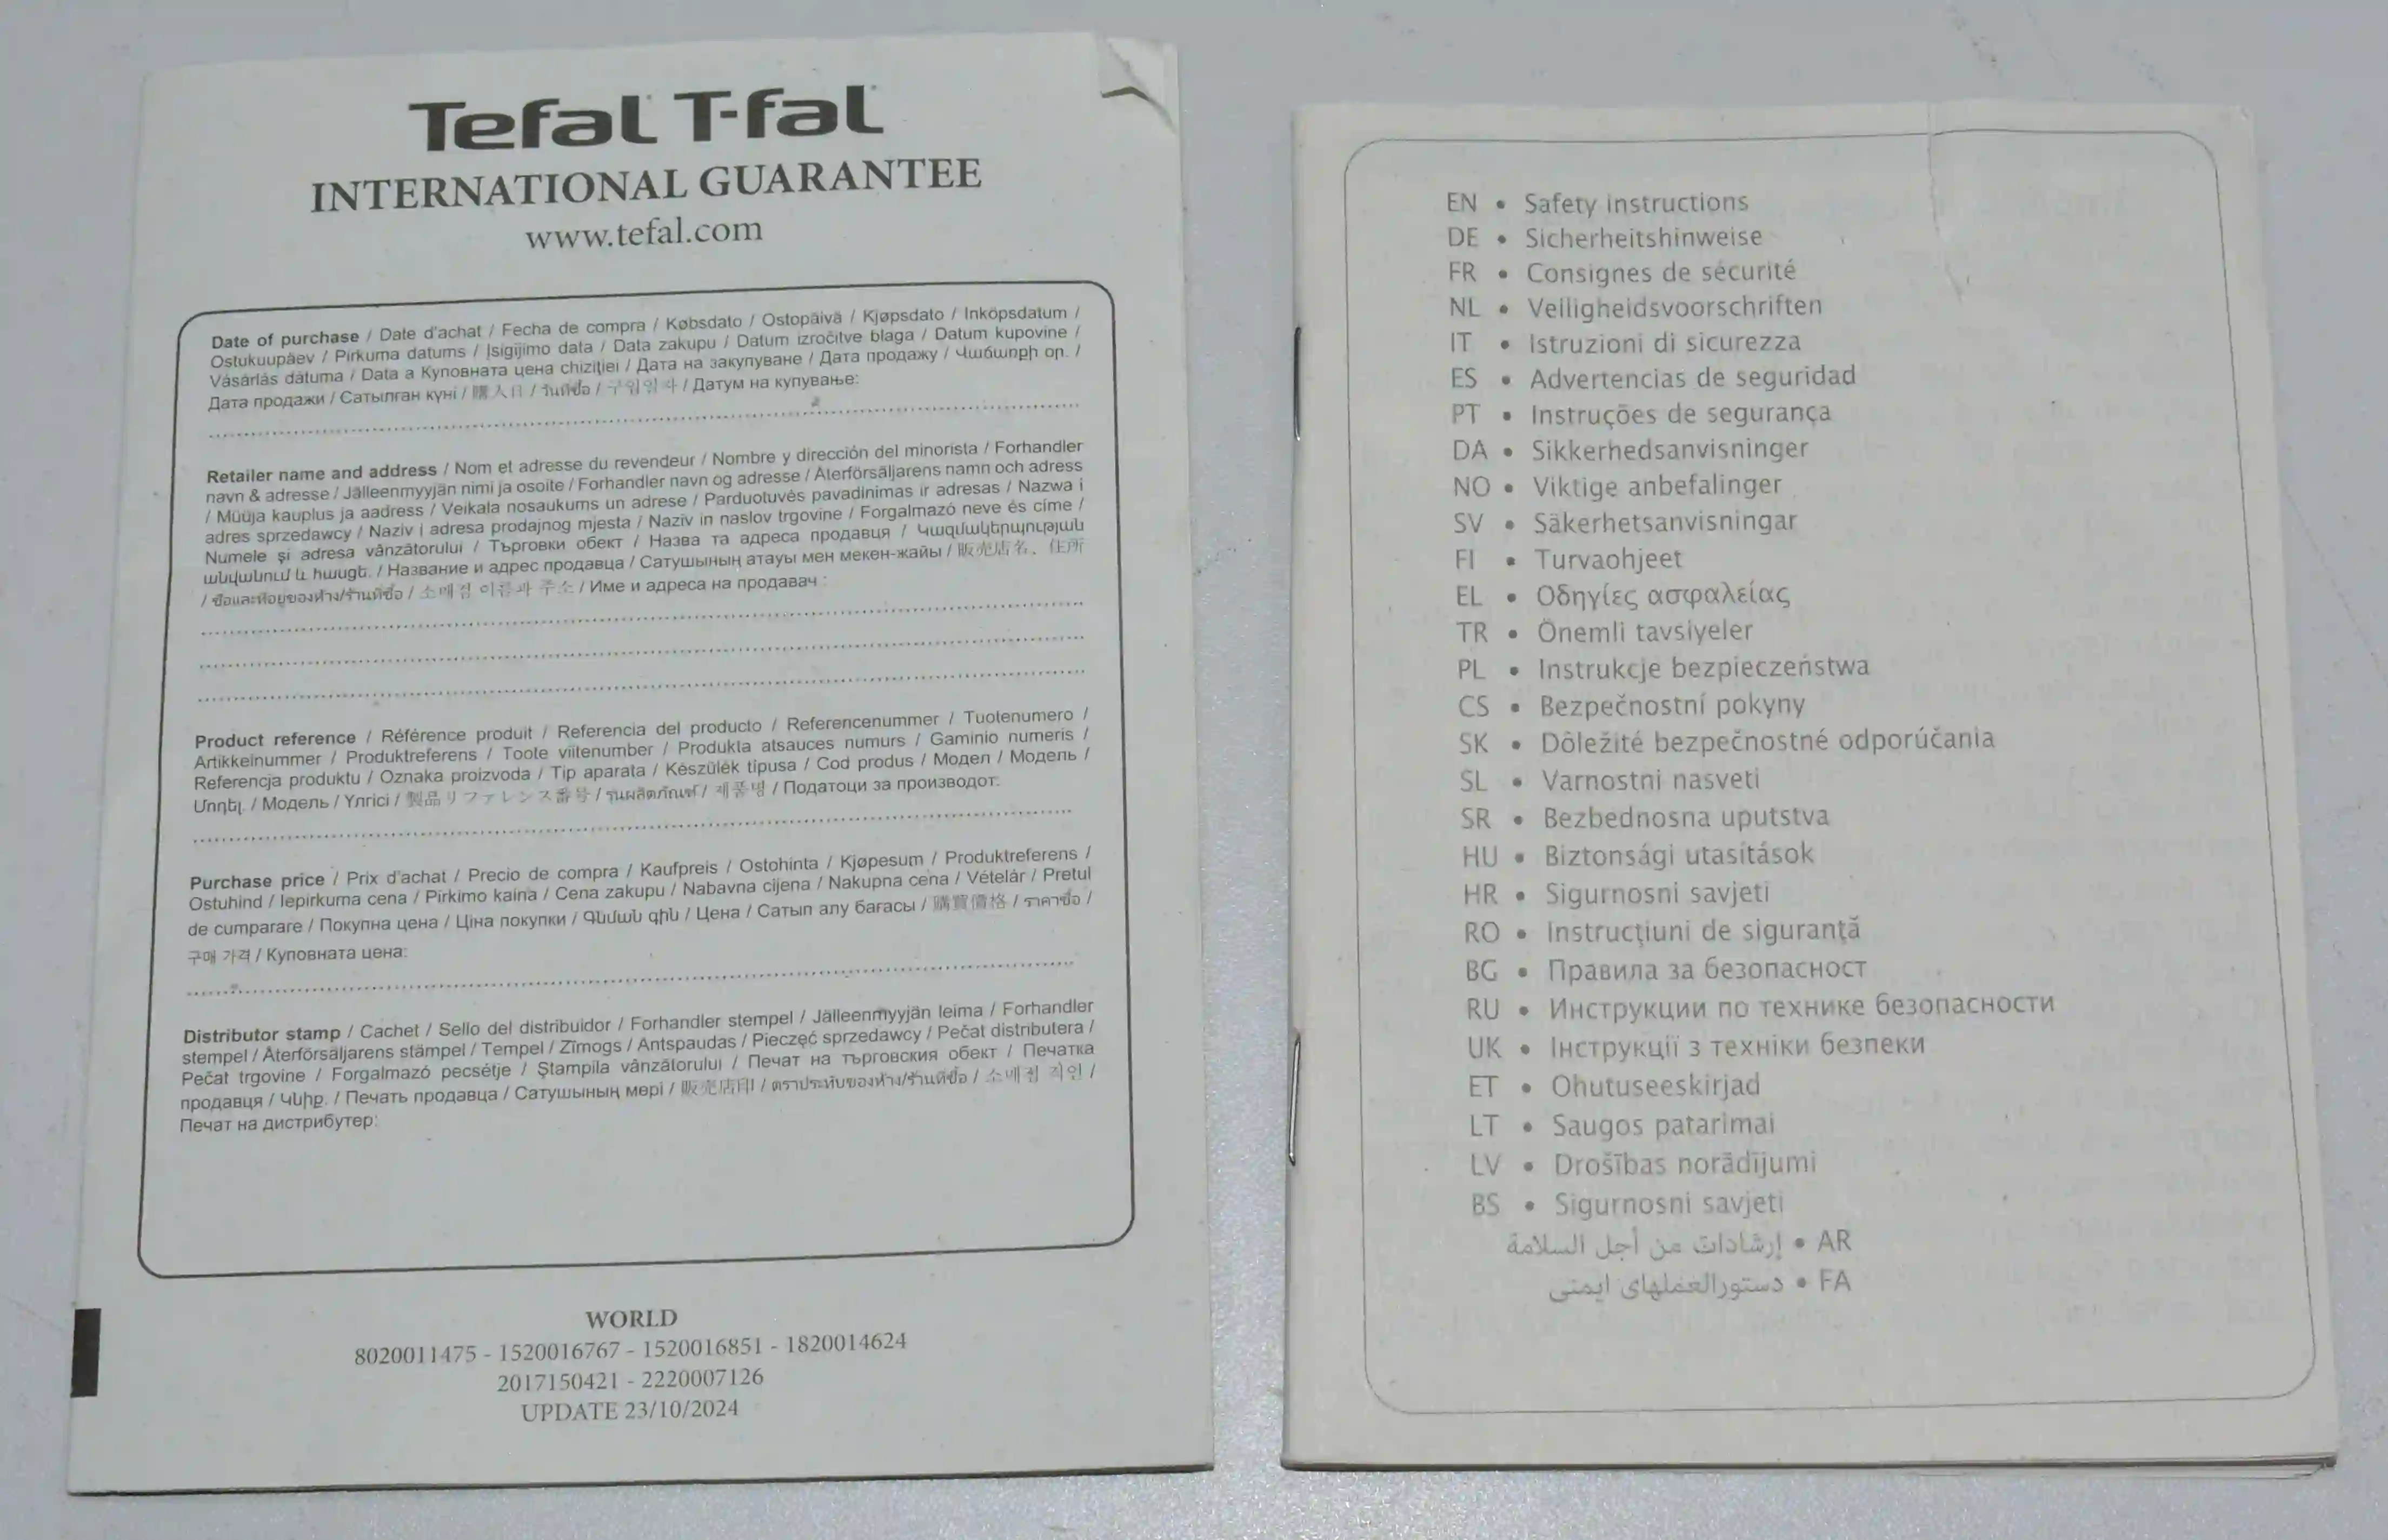 Tefal T-fal
INTERNATIONAL GUARANTEE
www.tefal.com
Date of purchase / Date d'achat / Fecha de compra / Købsdato / Ostopäivä / Kjøpsdato / Inköpsdatum /
Ostukuupäev / Pirkuma datums / Įsigijimo data / Data zakupu / Datum izročitve blaga / Datum kupovine /
Vásárlás dátuma / Data a Куповната цена chiziţiei / Дата на закупуване / Дата продажу / Վաճառքի օր. /
Дата продажи / Сатылған күні / 購入日 / วันที่ซื้อ / 구입일자 / Датум на купување:
Retailer name and address / Nom et adresse du revendeur / Nombre y dirección del minorista / Forhandler
navn & adresse / Jälleenmyyjän nimi ja osoite / Forhandler navn og adresse / Återförsäljarens namn och adress
/ Müüja kauplus ja aadress / Veikala nosaukums un adrese / Parduotuvės pavadinimas ir adresas / Nazwa i
adres sprzedawcy / Naziv i adresa prodajnog mjesta / Naziv in naslov trgovine / Forgalmazó neve és címe /
Numele şi adresa vânzătorului / Търговки обект / Назва та адреса продавця / Կազմակերպության
անվանում և հասցե. / Название и адрес продавца / Сатушының атауы мен мекен-жайы / 販売店名、住所
/ ชื่อและที่อยู่ของห้าง/ร้านที่ซื้อ / 소매점 이름과 주소 / Име и адреса на продавач :
Product reference / Référence produit / Referencia del producto / Referencenummer / Tuotenumero /
Artikkelnummer / Produktreferens / Toote viitenumber / Produkta atsauces numurs / Gaminio numeris /
Referencja produktu / Oznaka proizvoda / Tip aparata / Készülék típusa / Cod produs / Модел / Модель /
Մոդել. / Модель / Үлгісі / 製品リファレンス番号 / รุ่นผลิตภัณฑ์ / 제품명 / Податоци за производот:
Purchase price / Prix d'achat / Precio de compra / Kaufpreis / Ostohinta / Kjøpesum / Produktreferens /
Ostuhind / Iepirkuma cena / Pirkimo kaina / Cena zakupu / Nabavna cijena / Nakupna cena / Vételár / Pretul
de cumparare / Покупна цена / Ціна покупки / Գնման գին / Цена / Сатып алу бағасы / 購買價格 / ราคาซื้อ /
구매 가격 / Куповната цена:
Distributor stamp / Cachet / Sello del distribuidor / Forhandler stempel / Jälleenmyyjän leima / Forhandler
stempel / Återförsäljarens stämpel / Tempel / Zīmogs / Antspaudas / Pieczęć sprzedawcy / Pečat distributera /
Pečat trgovine / Forgalmazó pecsétje / Ştampila vânzătorului / Печат на търговския обект / Печатка
продавця / Կնիք. / Печать продавца / Сатушының мөрі / 販売店印 / ตราประทับของห้าง/ร้านที่ซื้อ / 소매점 직인 /
Печат на дистрибутер:
WORLD
8020011475 - 1520016767 - 1520016851 - 1820014624
2017150421 - 2220007126
UPDATE 23/10/2024
EN • Safety instructions
DE • Sicherheitshinweise
FR • Consignes de sécurité
NL • Veiligheidsvoorschriften
IT • Istruzioni di sicurezza
ES • Advertencias de seguridad
PT • Instruções de segurança
DA • Sikkerhedsanvisninger
NO • Viktige anbefalinger
SV • Säkerhetsanvisningar
FI • Turvaohjeet
EL • Οδηγίες ασφαλείας
TR • Önemli tavsiyeler
PL • Instrukcje bezpieczeństwa
CS • Bezpečnostní pokyny
SK • Dôležité bezpečnostné odporúčania
SL • Varnostni nasveti
SR • Bezbednosna uputstva
HU • Biztonsági utasítások
HR • Sigurnosni savjeti
RO • Instrucţiuni de siguranţă
BG • Правила за безопасност
RU • Инструкции по технике безопасности
UK • Інструкції з техніки безпеки
ET • Ohutuseeskirjad
LT • Saugos patarimai
LV • Drošības norādījumi
BS • Sigurnosni savjeti
إرشادات من أجل السلامة • AR
دستورالعملهای ایمنی • FA